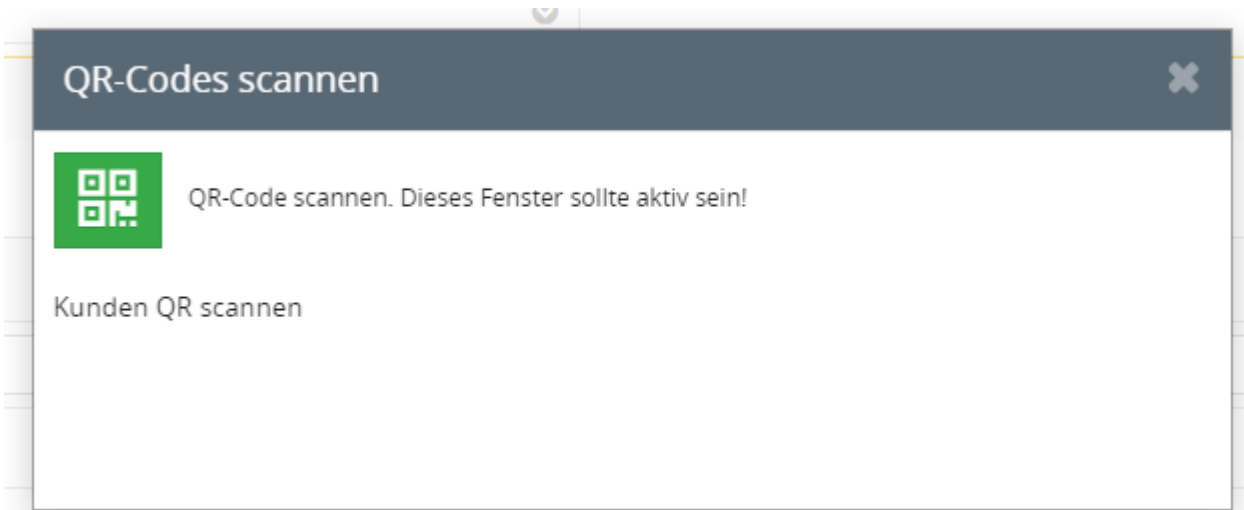 QR-Codes scannen
QR-Code scannen. Dieses Fenster sollte aktiv sein!
Kunden QR scannen